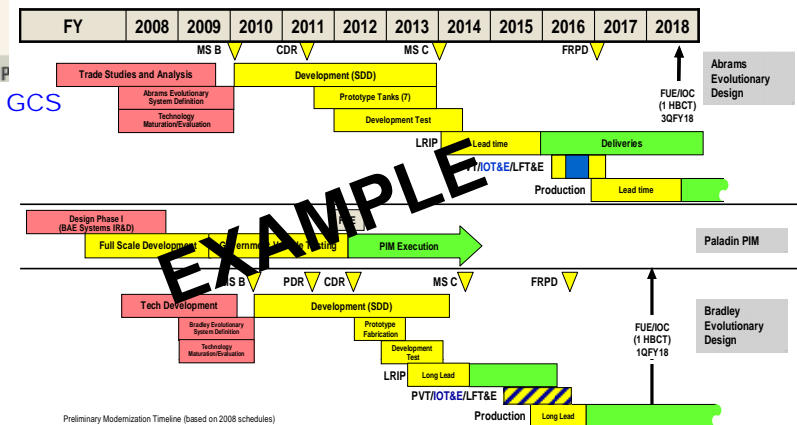 FY 2008 2009 2010 2011 2012 2013 2014 2015 2016 2017 2018
MS B CDR MS C FRPD
P
GCS
Trade Studies and Analysis
Development (SDD)
Abrams Evolutionary
System Definition
Prototype Tanks (7)
Technology
Maturation/Evaluation
Development Test
FUE/IOC
(1 HBCT)
3QFY18
Abrams
Evolutionary
Design
LRIP Lead time Deliveries
/IOT&E/LFT&E
Production Lead time
Design Phase I
(BAE Systems IR&D)
Full Scale Development
Testing
PIM Execution
Paladin PIM
EXAMPLE
MS B PDR CDR MS C FRPD
Tech Development
Development (SDD)
Bradley Evolutionary
System Definition
Prototype
Fabrication
Technology
Maturation/Evaluation
Development
Test
FUE/IOC
(1 HBCT)
1QFY18
Bradley
Evolutionary
Design
LRIP Long Lead
PVT/IOT&E/LFT&E
Production Long Lead
Preliminary Modernization Timeline (based on 2008 schedules)